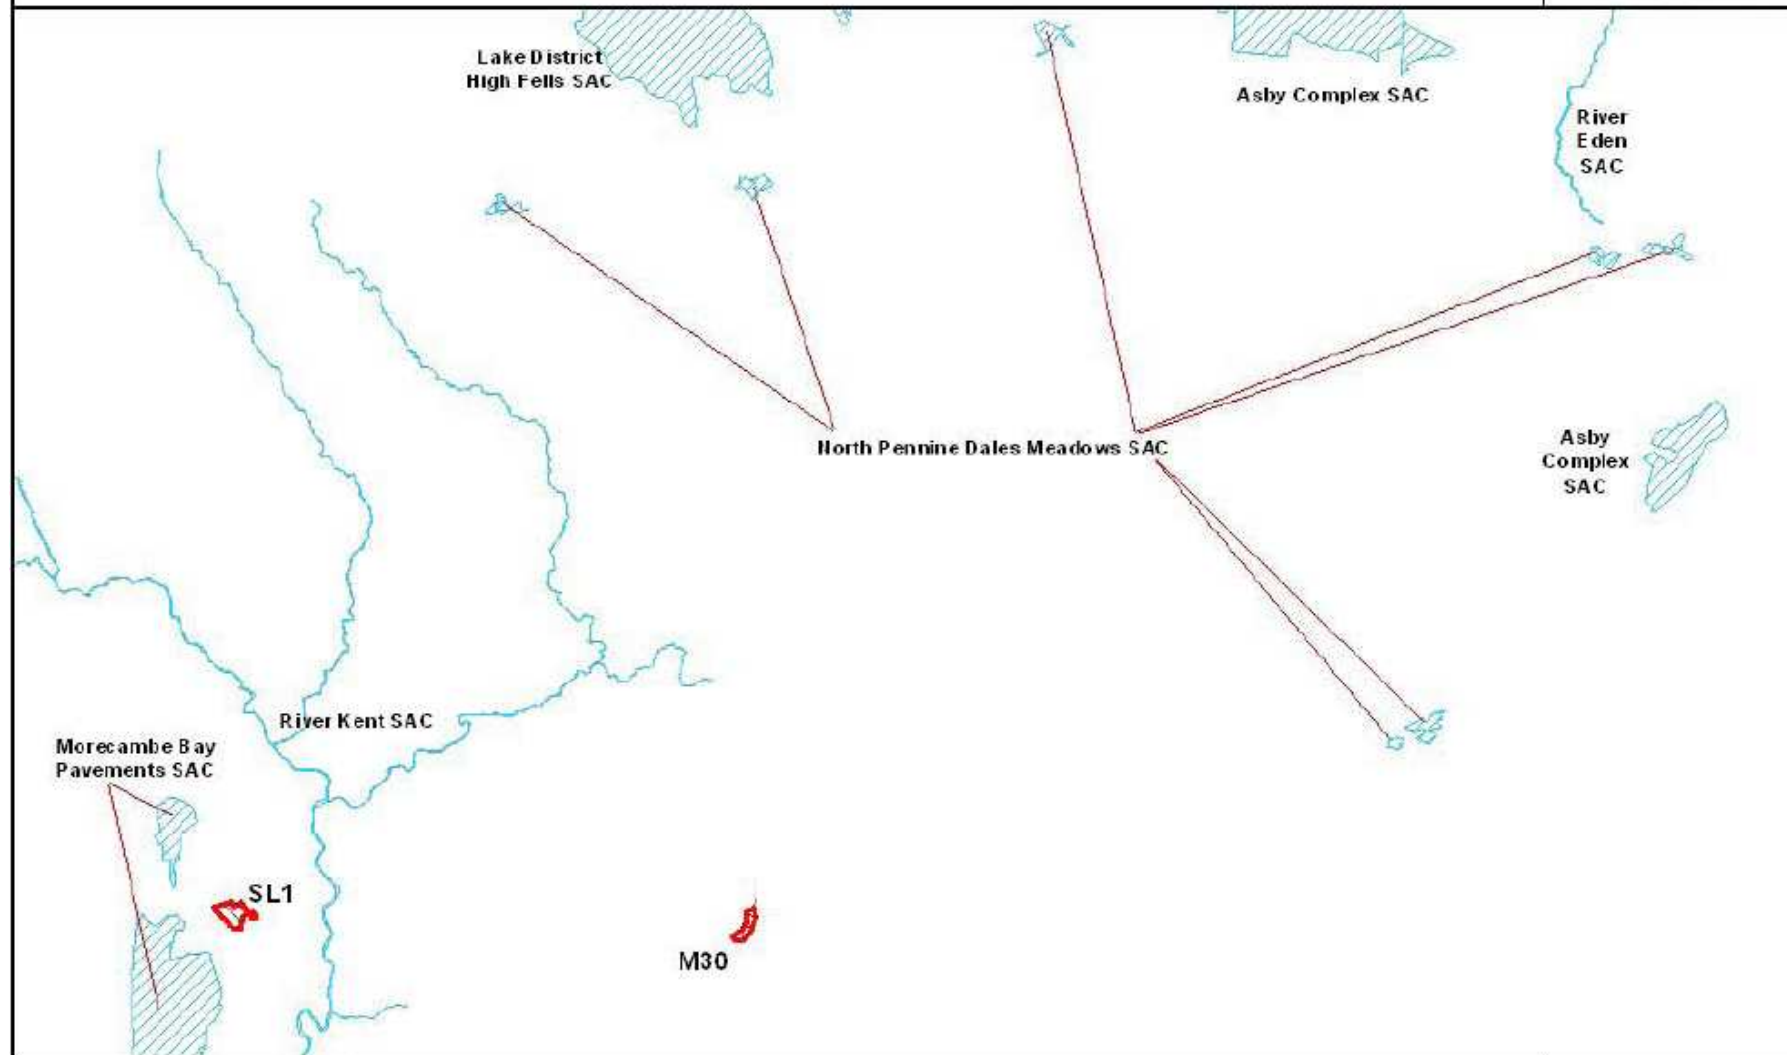 Lake District
High Fells SAC
Asby Complex SAC
River
Eden
SAC
North Pennine Dales Meadows SAC
Asby
Complex
SAC
River Kent SAC
Morecambe Bay
Pavements SAC
SL1
M30